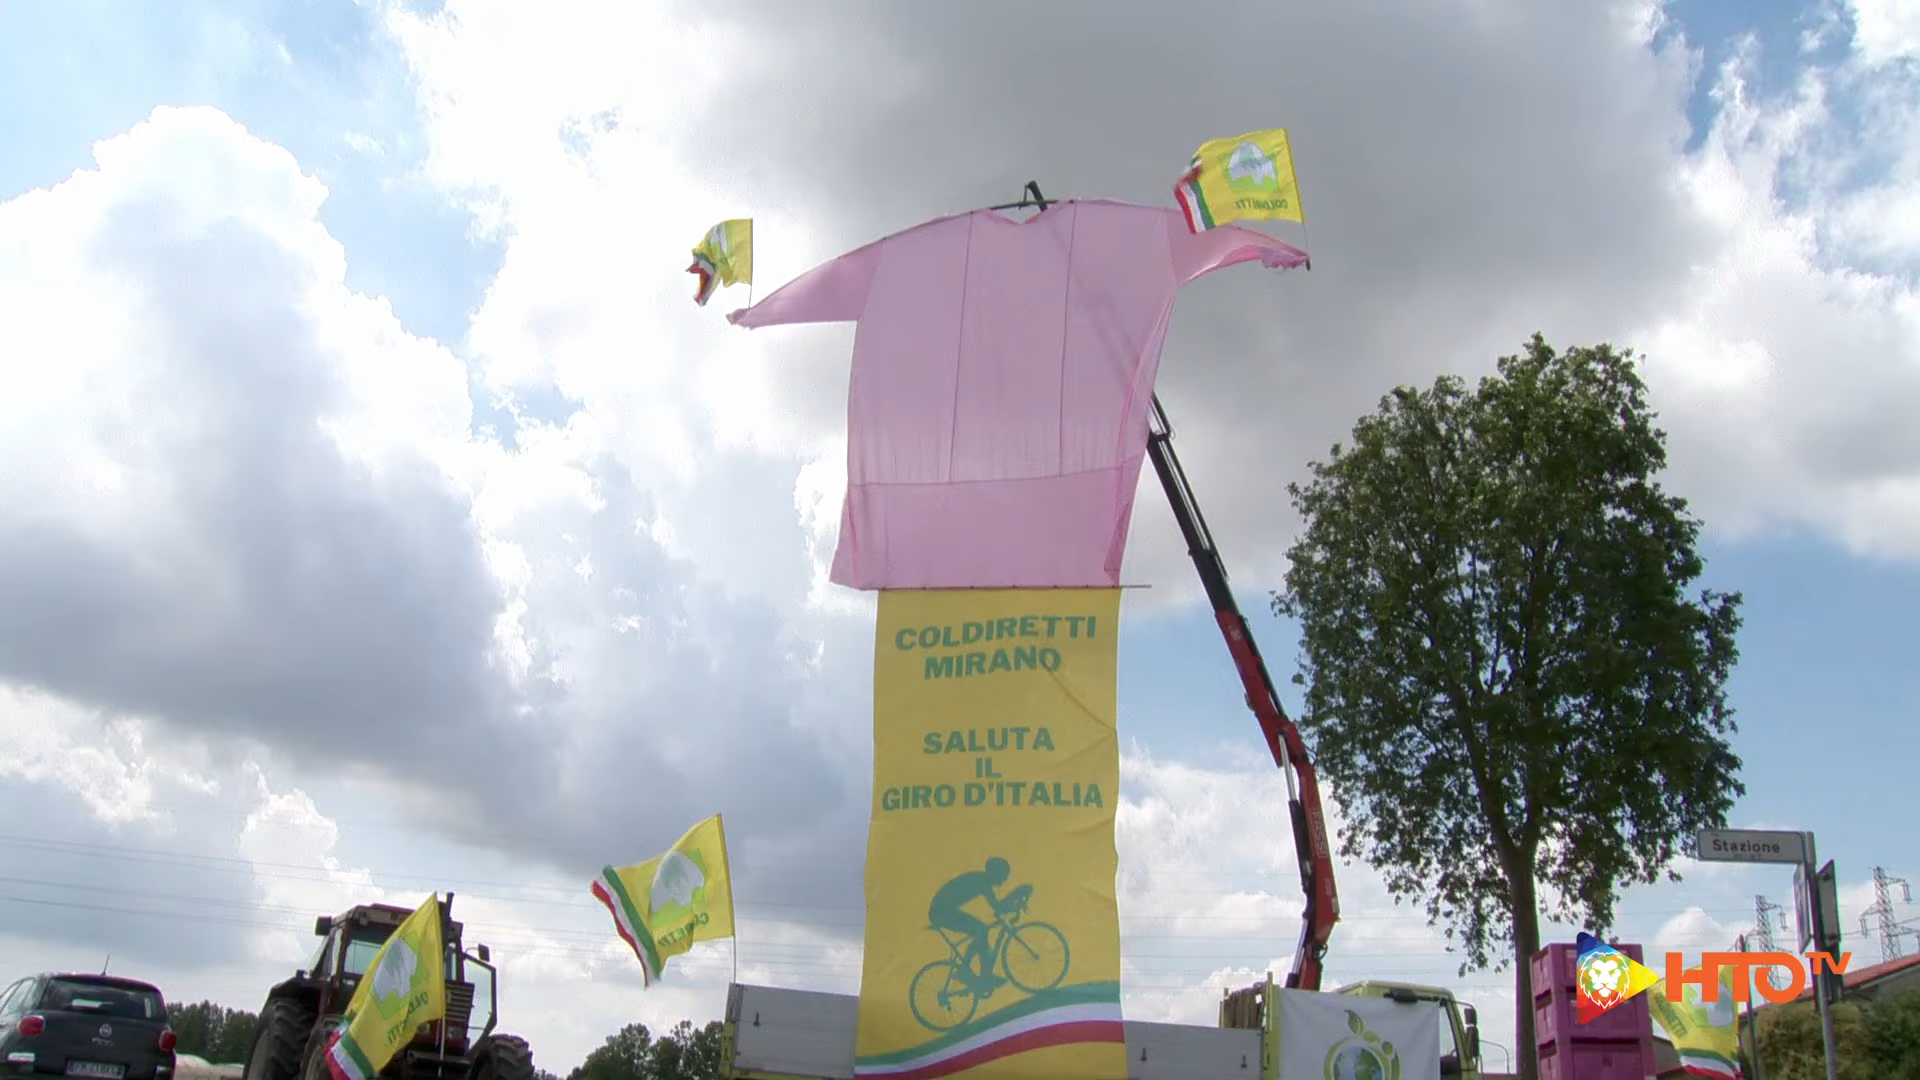 COLDIRETTI
COLDIRETTI
MIRANO
SALUTA
IL
GIRO D'ITALIA
Stazione
HTO TV